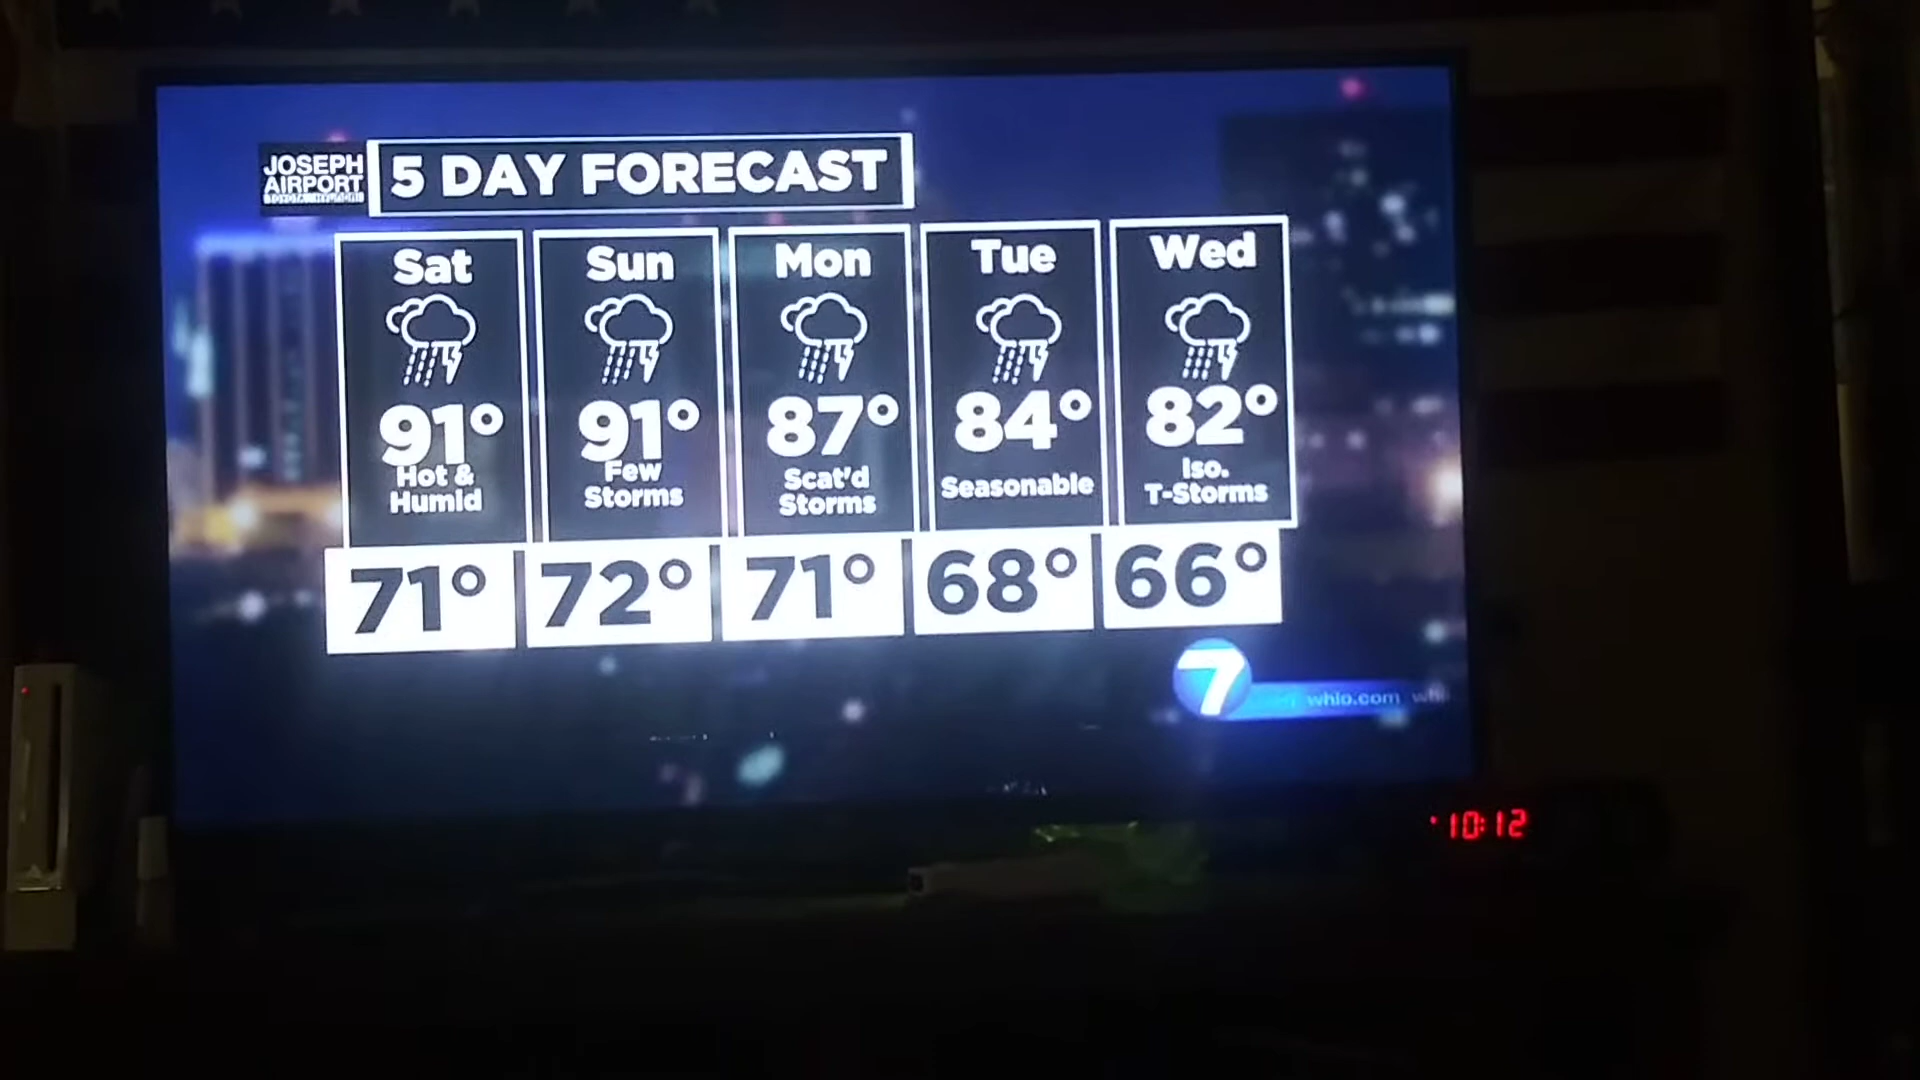 JOSEPH
AIRPORT
5 DAY FORECAST
Sat
91°
Hot &
Humid
71°
Sun
91°
Few
Storms
72°
Mon
87°
Scat'd
Storms
71°
Tue
84°
Seasonable
68°
Wed
82°
Iso.
T-Storms
66°
7
whio.com
10:12